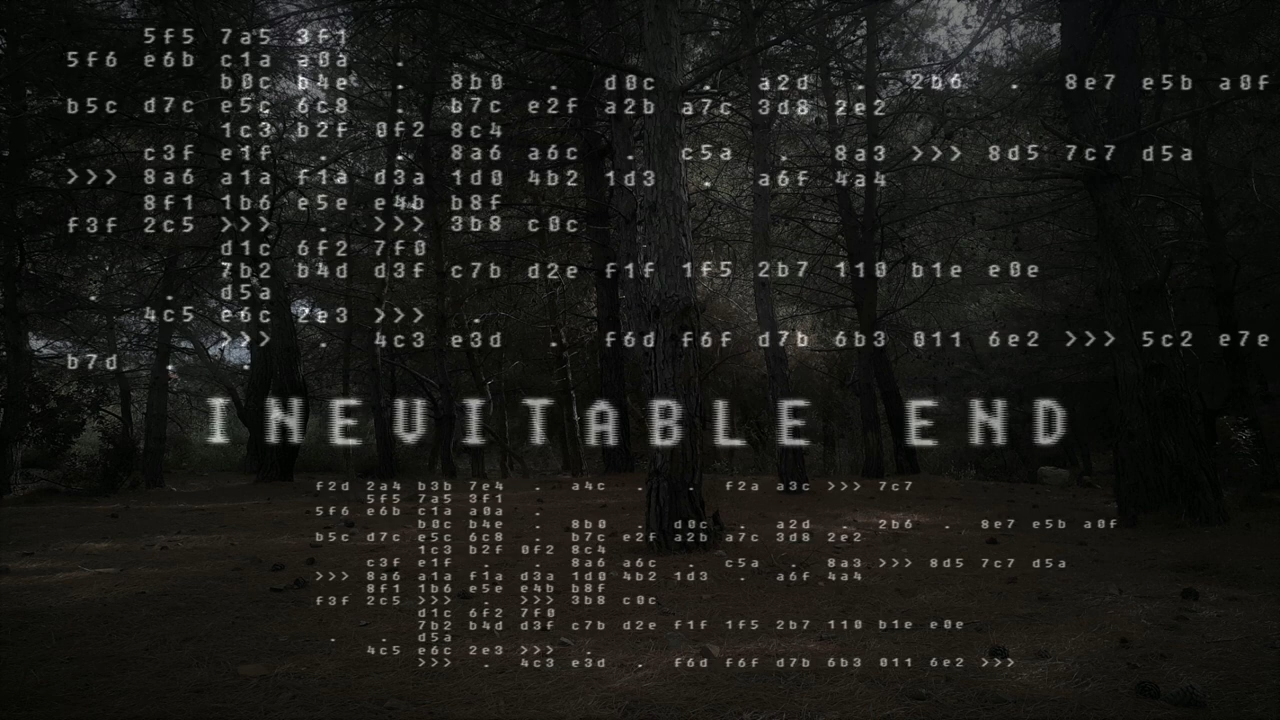 5f5 7a5 3f1
5f6 e6b c1a a0a .
b0c b4e . 8b0 . d0c . a2d . 2b6 . 8e7 e5b a0f
b5c d7c e5c 6c8 . b7c e2f a2b a7c 3d8 2e2
1c3 b2f 0f2 8c4
c3f e1f . . 8a6 a6c . c5a . 8a3 >>> 8d5 7c7 d5a
>>> 8a6 a1a f1a d3a 1d0 4b2 1d3 . a6f 4a4
8f1 1b6 e5e e4b b8f
f3f 2c5 >>> . >>> 3b8 c0c
d1c 6f2 7f0
7b2 b4d d3f c7b d2e f1f 1f5 2b7 110 b1e e0e
. . d5a
4c5 e6c 2e3 >>> .
>>> . 4c3 e3d . f6d f6f d7b 6b3 011 6e2 >>> 5c2 e7e
b7d . .
INEVITABLE END
f2d 2a4 b3b 7e4 . a4c . . f2a a3c >>> 7c7
5f5 7a5 3f1
5f6 e6b c1a a0a .
b0c b4e . 8b0 . d0c . a2d . 2b6 . 8e7 e5b a0f
b5c d7c e5c 6c8 . b7c e2f a2b a7c 3d8 2e2
1c3 b2f 0f2 8c4
c3f e1f . . 8a6 a6c . c5a . 8a3 >>> 8d5 7c7 d5a
>>> 8a6 a1a f1a d3a 1d0 4b2 1d3 . a6f 4a4
8f1 1b6 e5e e4b b8f
f3f 2c5 >>> . >>> 3b8 c0c
d1c 6f2 7f0
7b2 b4d d3f c7b d2e f1f 1f5 2b7 110 b1e e0e
. . d5a
4c5 e6c 2e3 >>> .
>>> . 4c3 e3d . f6d f6f d7b 6b3 011 6e2 >>>